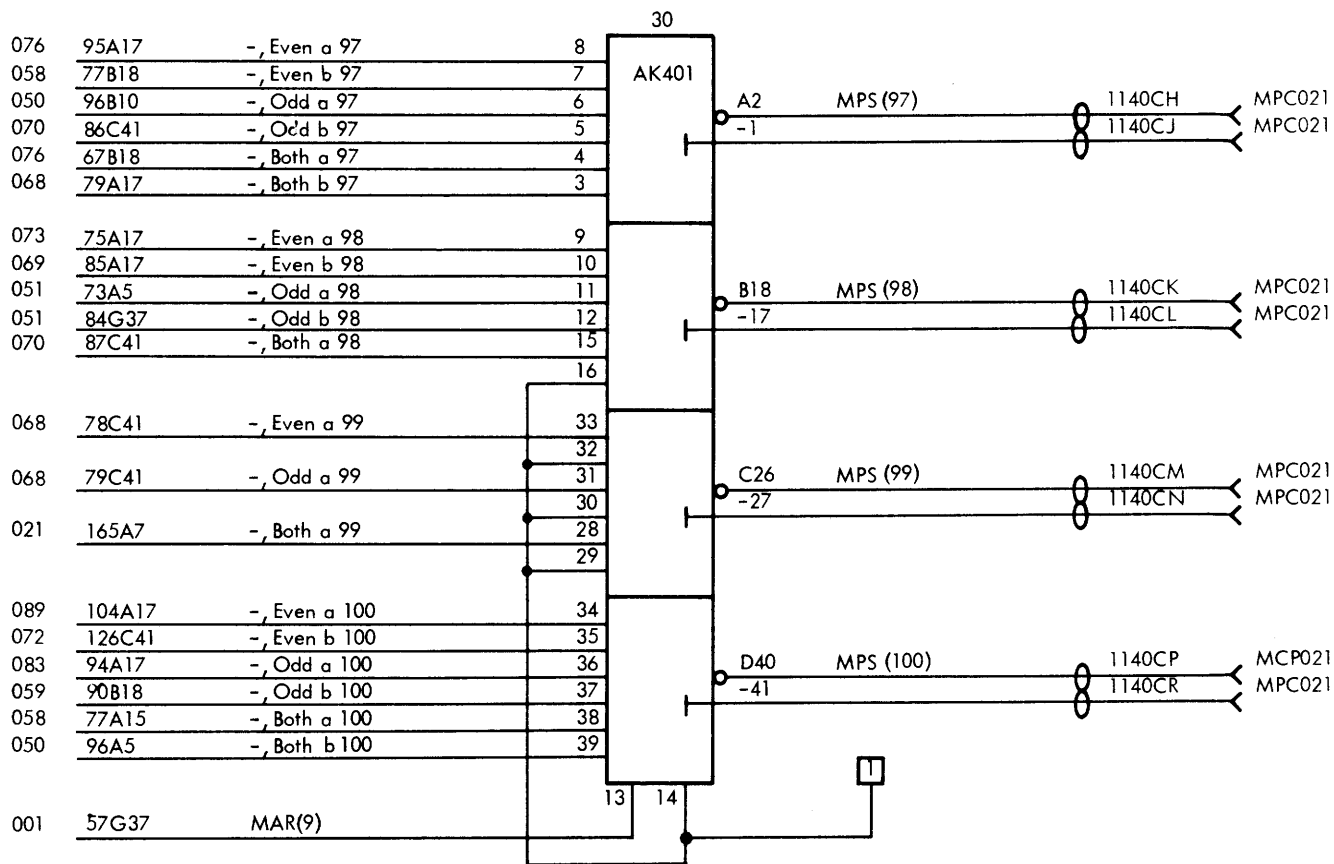 30
076 95A17 -, Even a 97 8 AK401
058 77B18 -, Even b 97 7
050 96B10 -, Odd a 97 6 A2 MPS (97) 1140CH MPC021
070 86C41 -, Odd b 97 5 -1 1140CJ MPC021
076 67B18 -, Both a 97 4
068 79A17 -, Both b 97 3
073 75A17 -, Even a 98 9
069 85A17 -, Even b 98 10
051 73A5 -, Odd a 98 11 B18 MPS (98) 1140CK MPC021
051 84G37 -, Odd b 98 12 -17 1140CL MPC021
070 87C41 -, Both a 98 15
16
068 78C41 -, Even a 99 33
32
068 79C41 -, Odd a 99 31 C26 MPS (99) 1140CM MPC021
30 -27 1140CN MPC021
021 165A7 -, Both a 99 28
29
089 104A17 -, Even a 100 34
072 126C41 -, Even b 100 35
083 94A17 -, Odd a 100 36 D40 MPS (100) 1140CP MCP021
059 90B18 -, Odd b 100 37 -41 1140CR MPC021
058 77A15 -, Both a 100 38
050 96A5 -, Both b 100 39
1
13 14
001 57G37 MAR(9)